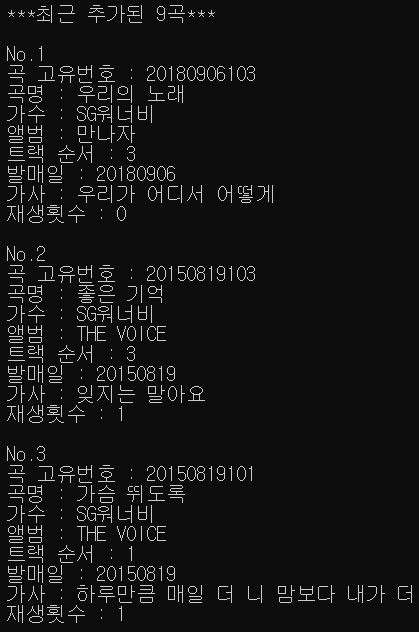 ***최근 추가된 9곡***
No.1
곡 고유번호 : 20180906103
곡명 : 우리의 노래
가수 : SG워너비
앨범 : 만나자
트랙 순서 : 3
발매일 : 20180906
가사 : 우리가 어디서 어떻게
재생횟수 : 0
No.2
곡 고유번호 : 20150819103
곡명 : 좋은 기억
가수 : SG워너비
앨범 : THE VOICE
트랙 순서 : 3
발매일 : 20150819
가사 : 잊지는 말아요
재생횟수 : 1
No.3
곡 고유번호 : 20150819101
곡명 : 가슴 뛰도록
가수 : SG워너비
앨범 : THE VOICE
트랙 순서 : 1
발매일 : 20150819
가사 : 하루만큼 매일 더 니 맘보다 내가 더
재생횟수 : 1